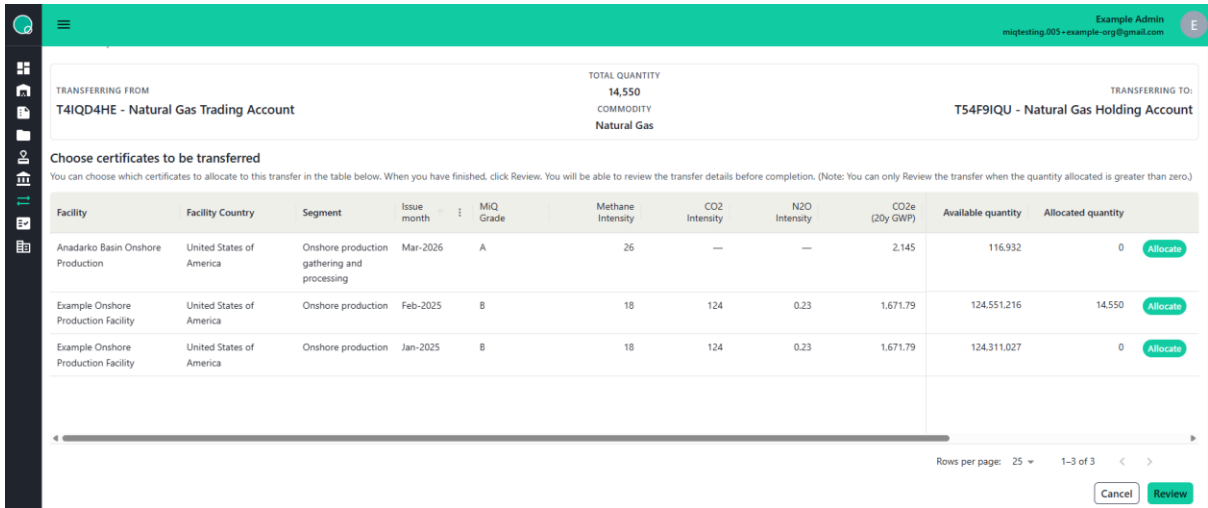 Example Admin
miqtesting.005+example-org@gmail.com
E
TRANSFERRING FROM
T4IQD4HE - Natural Gas Trading Account
TOTAL QUANTITY
14,550
COMMODITY
Natural Gas
TRANSFERRING TO:
T54F9IQU - Natural Gas Holding Account
Choose certificates to be transferred
You can choose which certificates to allocate to this transfer in the table below. When you have finished, click Review. You will be able to review the transfer details before completion. (Note: You can only Review the transfer when the quantity allocated is greater than zero.)
Facility Facility Country Segment Issue month MiQ Grade Methane Intensity CO2 Intensity N2O Intensity CO2e (20y GWP) Available quantity Allocated quantity
Anadarko Basin Onshore Production United States of America Onshore production gathering and processing Mar-2026 A 26 — — 2,145 116,932 0 Allocate
Example Onshore Production Facility United States of America Onshore production Feb-2025 B 18 124 0.23 1,671.79 124,551,216 14,550 Allocate
Example Onshore Production Facility United States of America Onshore production Jan-2025 B 18 124 0.23 1,671.79 124,311,027 0 Allocate
Rows per page: 25 1–3 of 3
Cancel Review